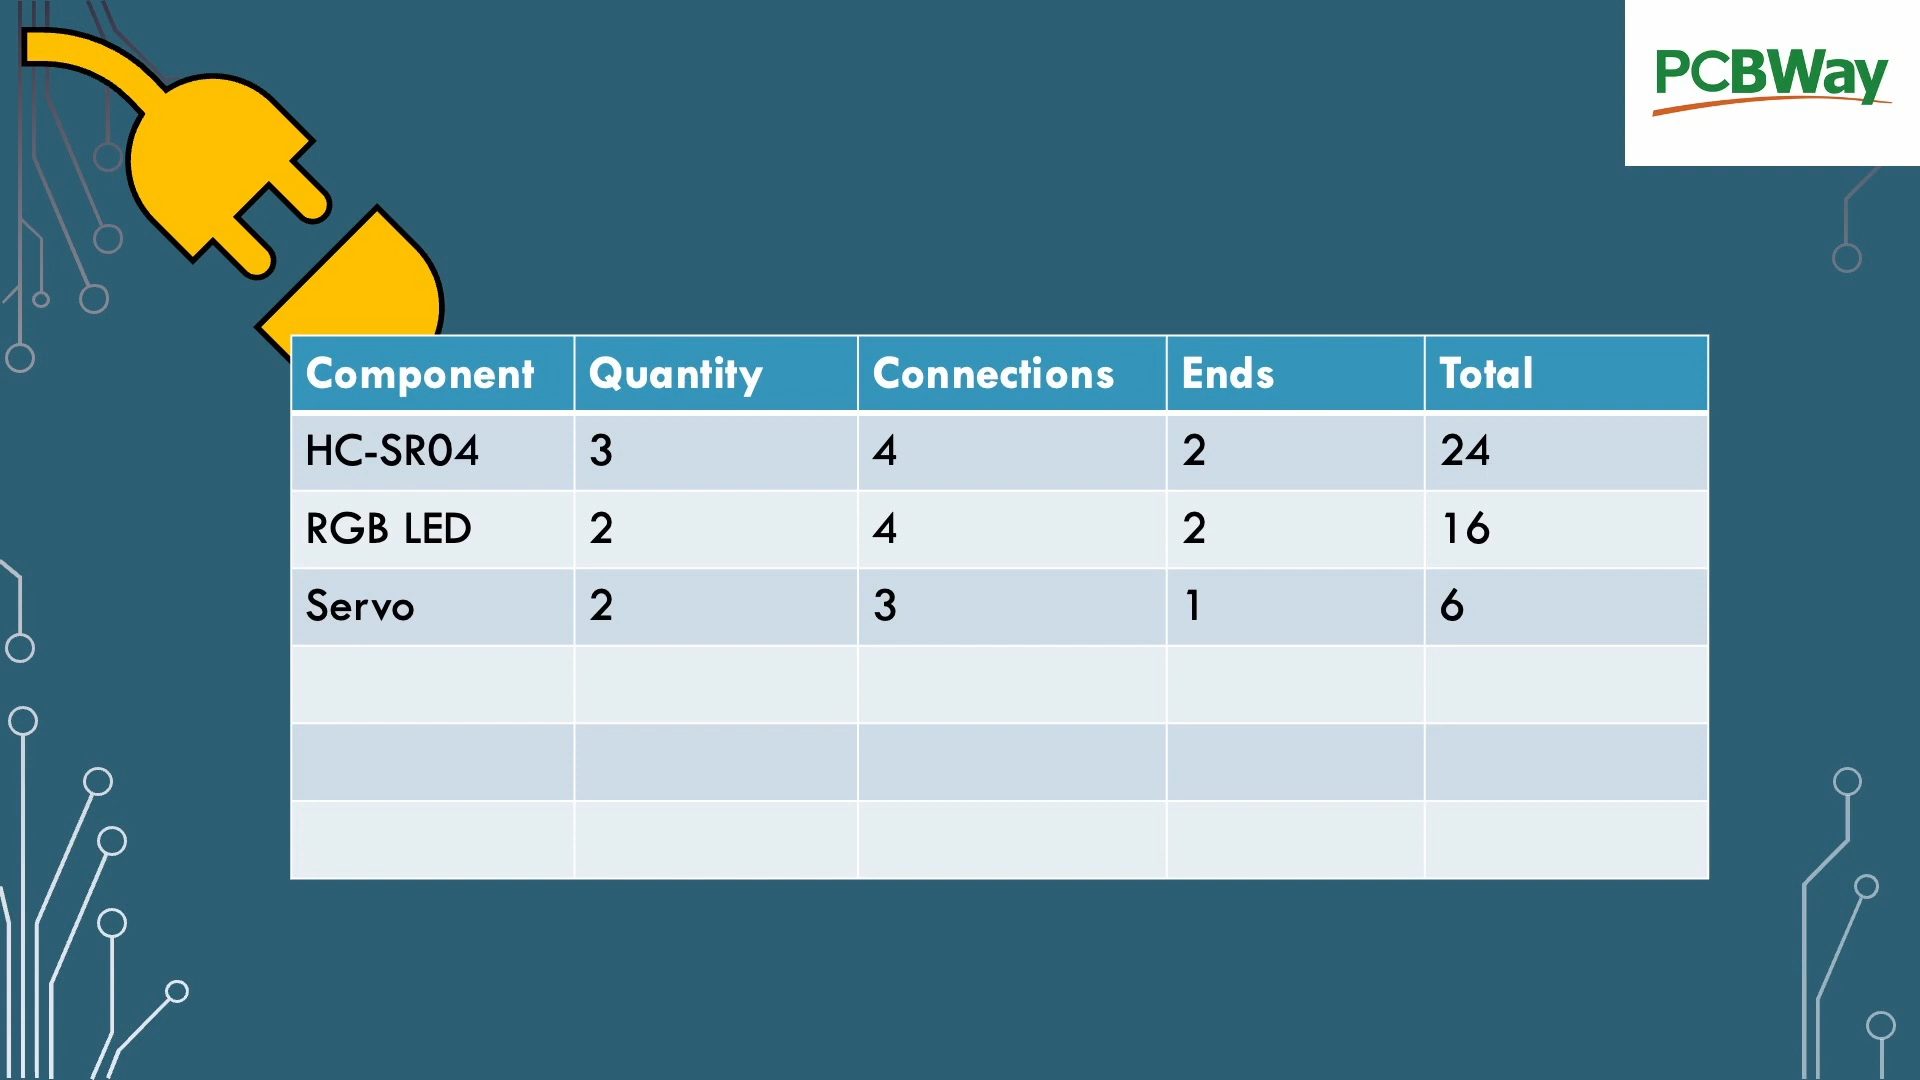 PCBWay
Component Quantity Connections Ends Total
HC-SR04 3 4 2 24
RGB LED 2 4 2 16
Servo 2 3 1 6